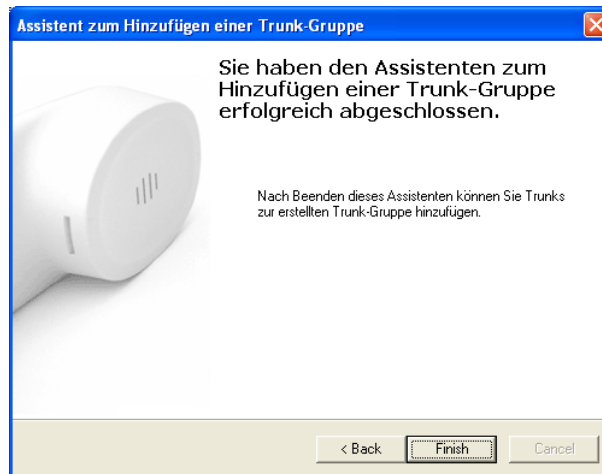 Assistent zum Hinzufügen einer Trunk-Gruppe
Sie haben den Assistenten zum
Hinzufügen einer Trunk-Gruppe
erfolgreich abgeschlossen.
Nach Beenden dieses Assistenten können Sie Trunks
zur erstellten Trunk-Gruppe hinzufügen.
< Back Finish Cancel